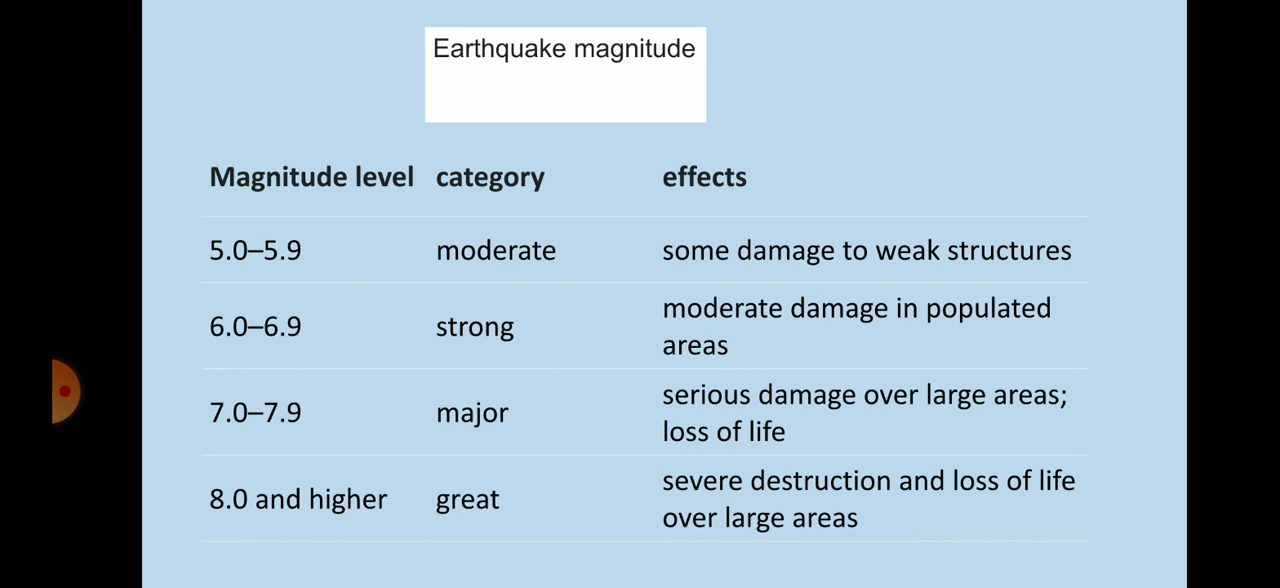 Earthquake magnitude
Magnitude level category effects
5.0–5.9 moderate some damage to weak structures
6.0–6.9 strong moderate damage in populated
areas
7.0–7.9 major serious damage over large areas;
loss of life
8.0 and higher great severe destruction and loss of life
over large areas